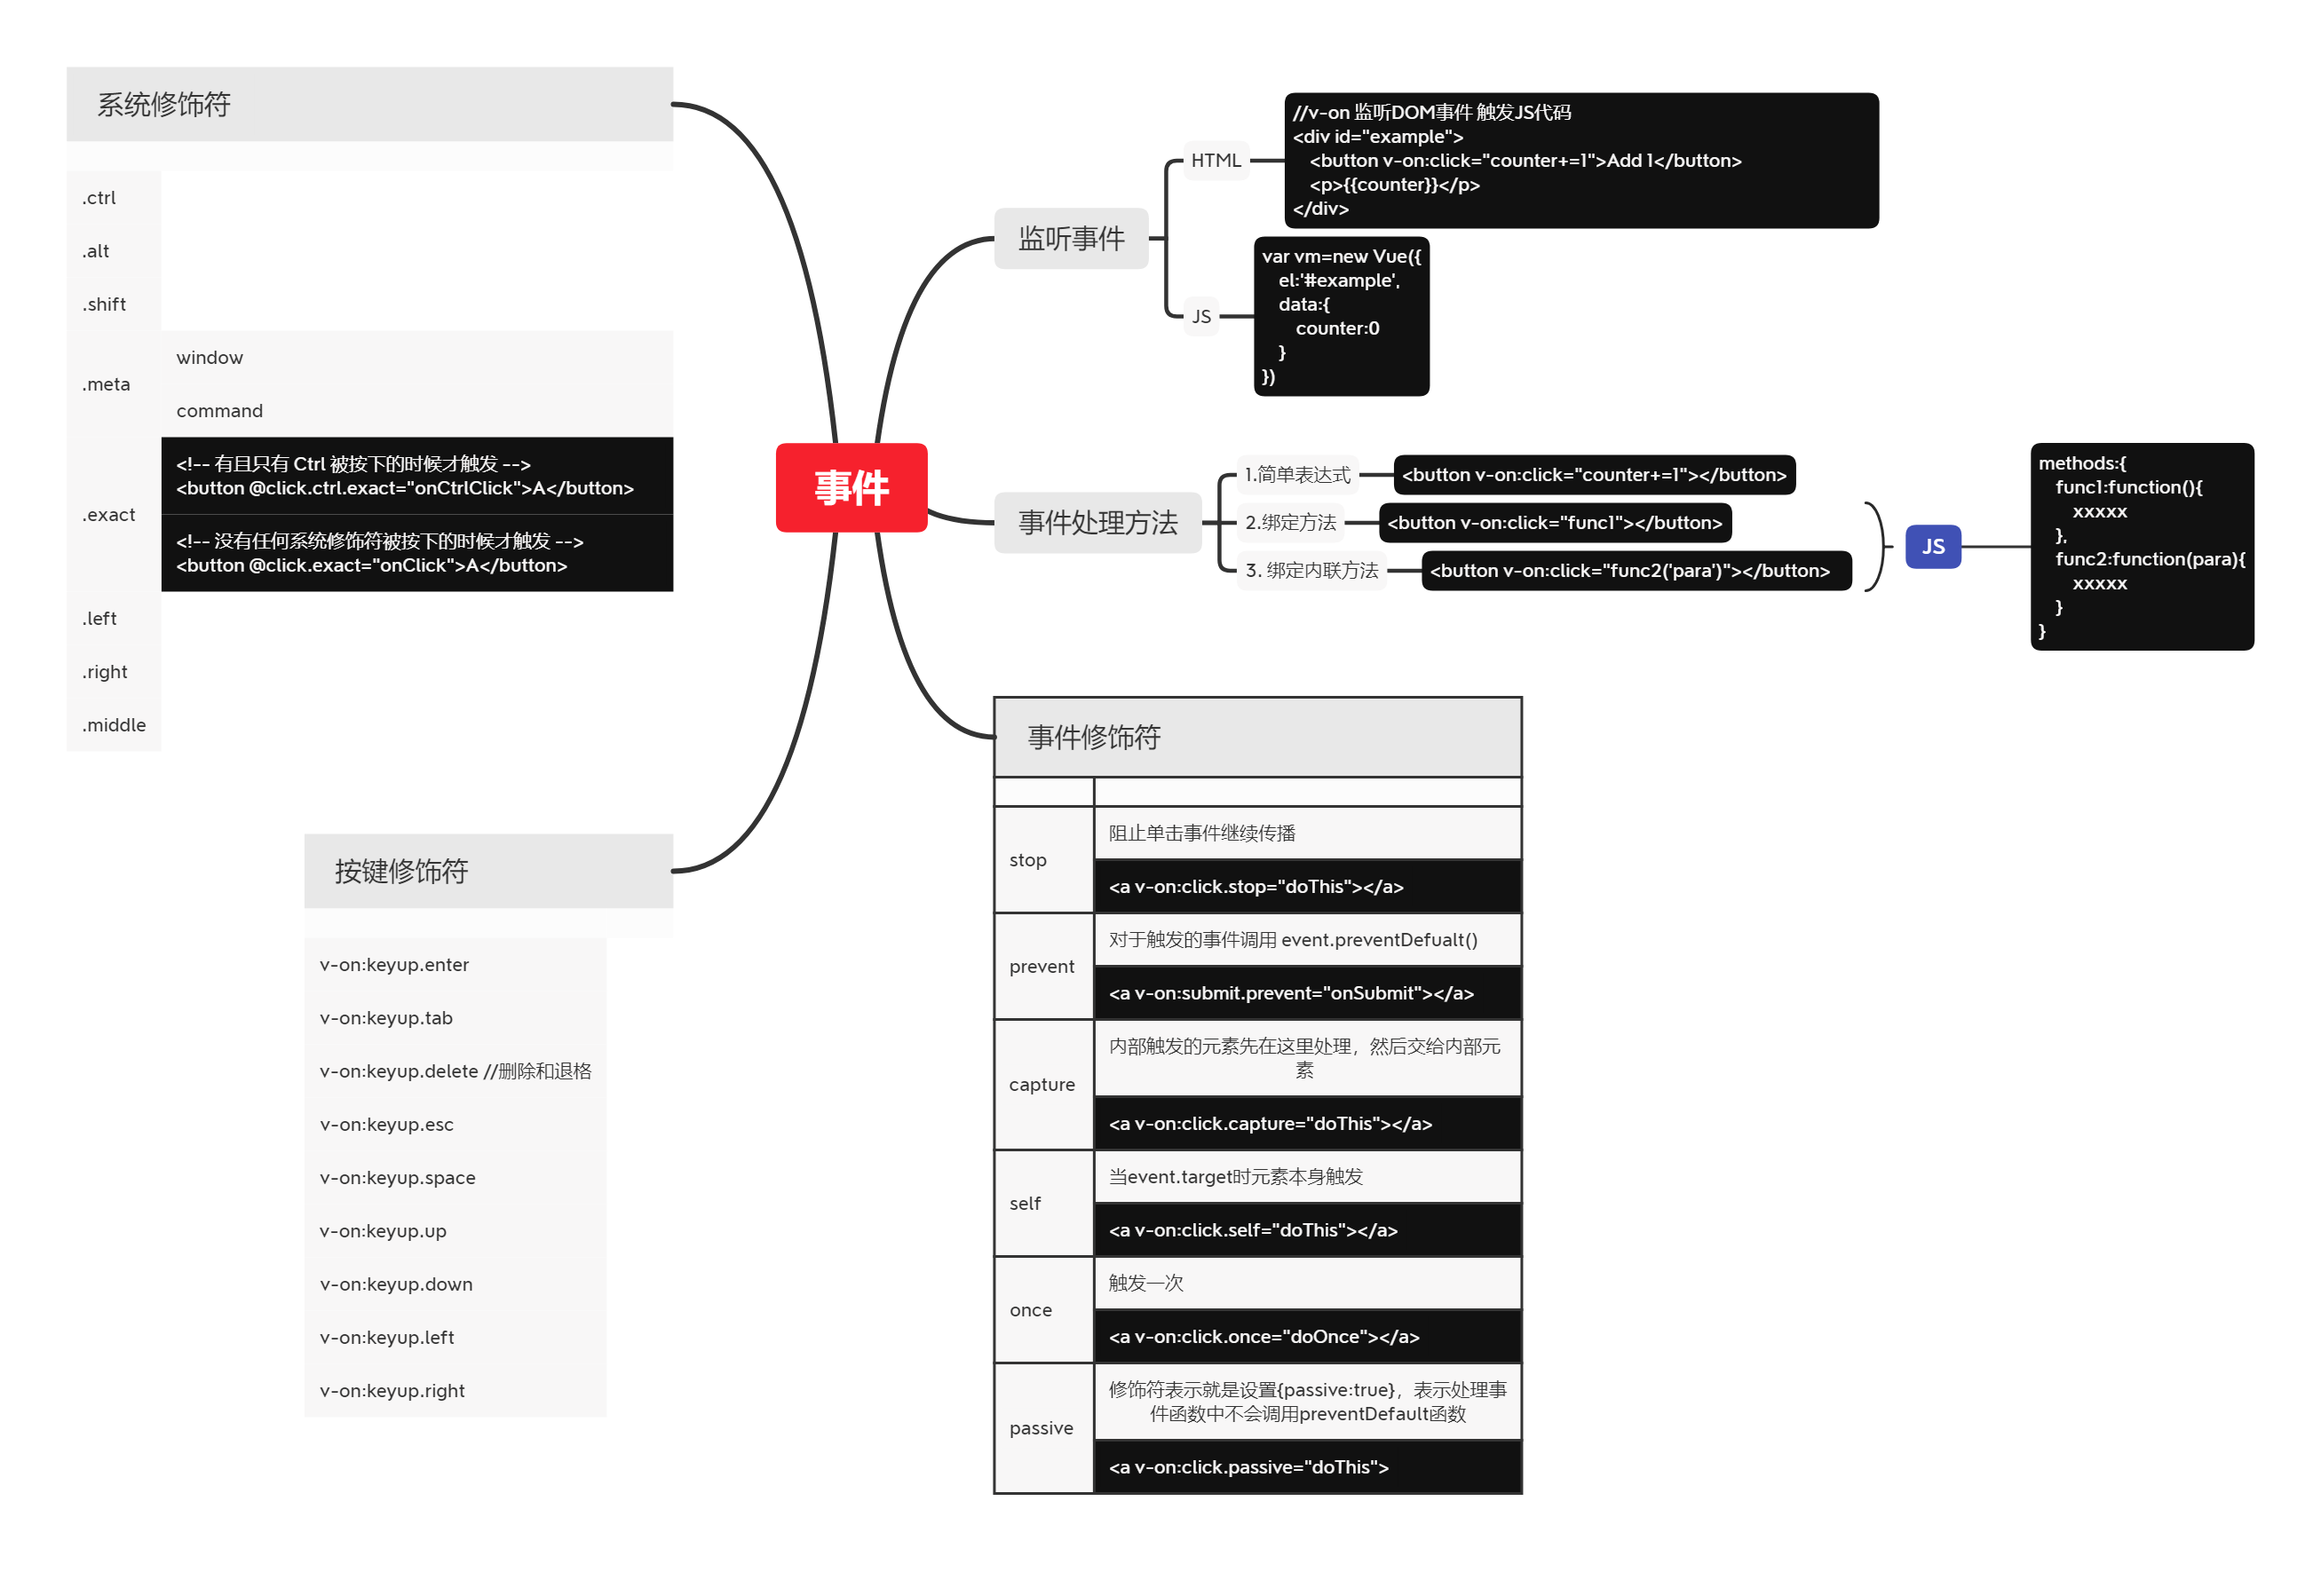 系统修饰符
.ctrl
.alt
.shift
.meta
window
command
.exact
<!-- 有且只有 Ctrl 被按下的时候才触发 -->
<button @click.ctrl.exact="onCtrlClick">A</button>
<!-- 没有任何系统修饰符被按下的时候才触发 -->
<button @click.exact="onClick">A</button>
.left
.right
.middle
按键修饰符
v-on:keyup.enter
v-on:keyup.tab
v-on:keyup.delete //删除和退格
v-on:keyup.esc
v-on:keyup.space
v-on:keyup.up
v-on:keyup.down
v-on:keyup.left
v-on:keyup.right
事件
监听事件
HTML
//v-on 监听DOM事件 触发JS代码
<div id="example">
<button v-on:click="counter+=1">Add 1</button>
<p>{{counter}}</p>
</div>
JS
var vm=new Vue({
el:'#example',
data:{
counter:0
}
})
事件处理方法
1.简单表达式
<button v-on:click="counter+=1"></button>
2.绑定方法
<button v-on:click="func1"></button>
3. 绑定内联方法
<button v-on:click="func2('para')"></button>
JS
methods:{
func1:function(){
xxxxx
},
func2:function(para){
xxxxx
}
}
事件修饰符
stop
阻止单击事件继续传播
<a v-on:click.stop="doThis"></a>
prevent
对于触发的事件调用 event.preventDefualt()
<a v-on:submit.prevent="onSubmit"></a>
capture
内部触发的元素先在这里处理，然后交给内部元
素
<a v-on:click.capture="doThis"></a>
self
当event.target时元素本身触发
<a v-on:click.self="doThis"></a>
once
触发一次
<a v-on:click.once="doOnce"></a>
passive
修饰符表示就是设置{passive:true}，表示处理事
件函数中不会调用preventDefault函数
<a v-on:click.passive="doThis">